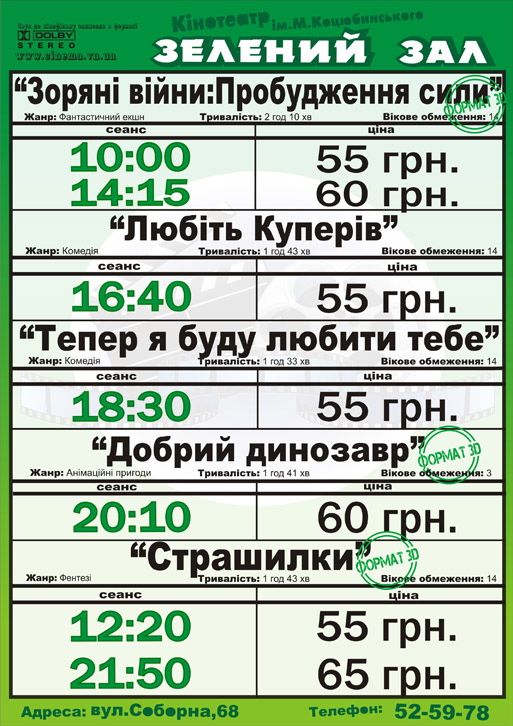 Кінотеатр ім.М.Коцюбинського
Звук до кінофільму записано в форматі
DOLBY
STEREO
www.cinema.vn.ua
ЗЕЛЕНИЙ ЗАЛ
“Зоряні війни:Пробудження сили”
ФОРМАТ 3D
Жанр: Фантастичний екшн Тривалість: 2 год 10 хв Вікове обмеження: 14
сеанс ціна
10:00 55 грн.
14:15 60 грн.
“Любіть Куперів”
Жанр: Комедія Тривалість: 1 год 43 хв Вікове обмеження: 14
сеанс ціна
16:40 55 грн.
“Тепер я буду любити тебе”
Жанр: Комедія Тривалість: 1 год 33 хв Вікове обмеження: 14
сеанс ціна
18:30 55 грн.
“Добрий динозавр”
ФОРМАТ 3D
Жанр: Анімаційні пригоди Тривалість: 1 год 41 хв Вікове обмеження: 3
сеанс ціна
20:10 60 грн.
“Страшилки”
ФОРМАТ 3D
Жанр: Фентезі Тривалість: 1 год 43 хв Вікове обмеження: 14
сеанс ціна
12:20 55 грн.
21:50 65 грн.
Адреса: вул.Соборна,68 Телефон: 52-59-78